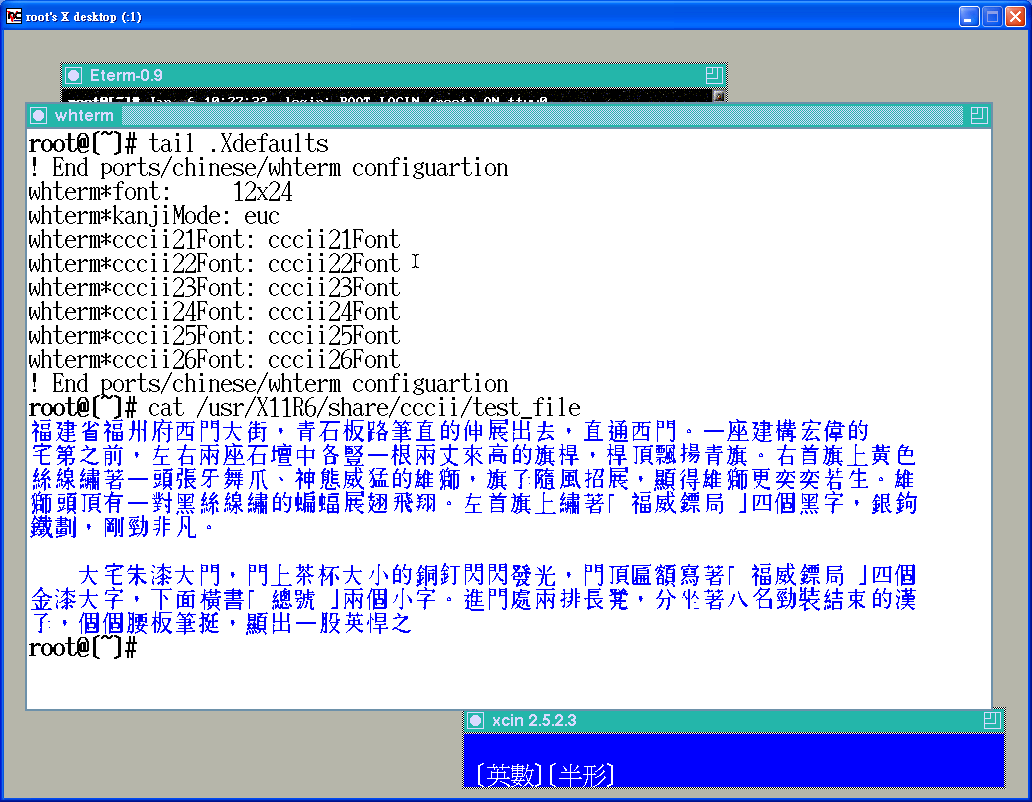 root's X desktop (:1)
Eterm-0.9
whterm
root@[~]# tail .Xdefaults
! End ports/chinese/whterm configuartion
whterm*font:     12x24
whterm*kanjiMode: euc
whterm*cccii21Font: cccii21Font
whterm*cccii22Font: cccii22Font
whterm*cccii23Font: cccii23Font
whterm*cccii24Font: cccii24Font
whterm*cccii25Font: cccii25Font
whterm*cccii26Font: cccii26Font
! End ports/chinese/whterm configuartion
root@[~]# cat /usr/X11R6/share/cccii/test_file
福建省福州府西門大街，青石板路筆直的伸展出去，直通西門。一座建構宏偉的
宅第之前，左右兩座石壇中各豎一根兩丈來高的旗桿，桿頂飄揚青旗。右首旗上黃色
絲線繡著一頭張牙舞爪、神態威猛的雄獅，旗子隨風招展，顯得雄獅更奕奕若生。雄
獅頭頂有一對黑絲線繡的蝙蝠展翅飛翔。左首旗上繡著「福威鏢局」四個黑字，銀鉤
鐵劃，剛勁非凡。
大宅朱漆大門，門上茶杯大小的銅釘閃閃發光，門頂匾額寫著「福威鏢局」四個
金漆大字，下面橫書「總號」兩個小字。進門處兩排長凳，分坐著八名勁裝結束的漢
子，個個腰板筆挺，顯出一股英悍之
root@[~]#
xcin 2.5.2.3
[英數][半形]